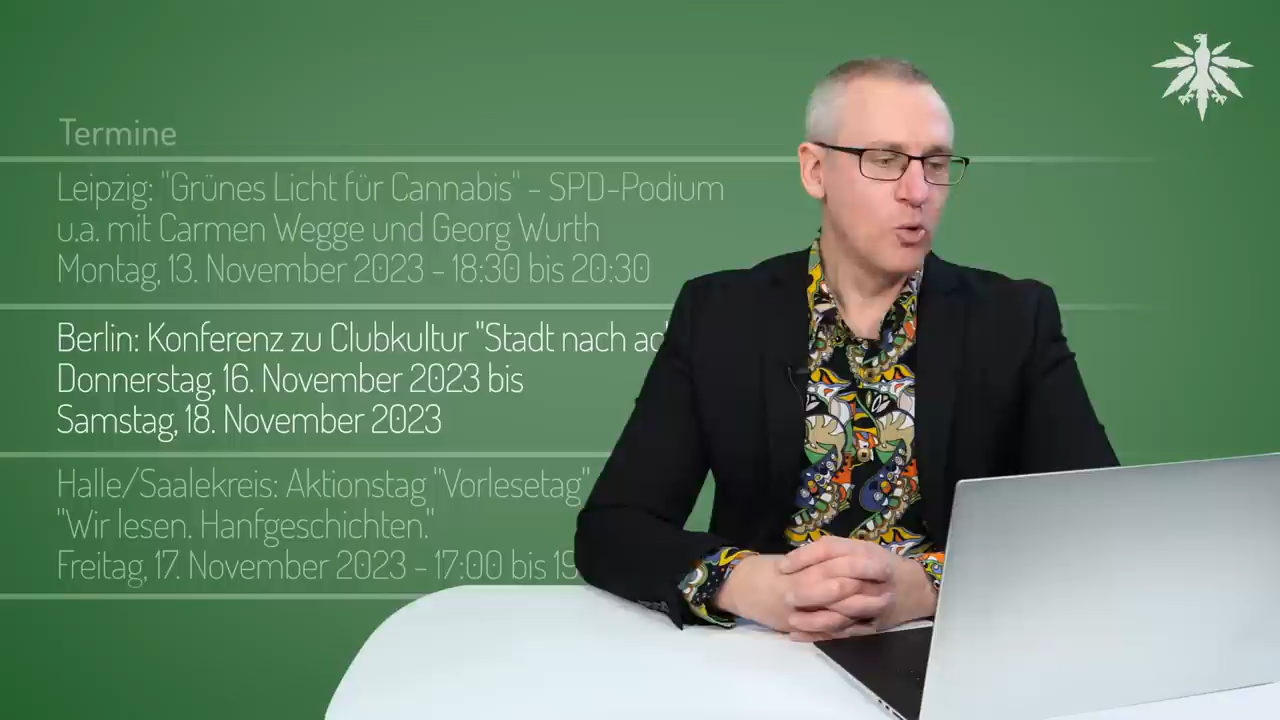 Termine
Leipzig: "Grünes Licht für Cannabis" - SPD-Podium
u.a. mit Carmen Wegge und Georg Wurth
Montag, 13. November 2023 - 18:30 bis 20:30
Berlin: Konferenz zu Clubkultur "Stadt nach
Donnerstag, 16. November 2023 bis
Samstag, 18. November 2023
Halle/Saalekreis: Aktionstag "Vorlesetag"
"Wir lesen. Hanfgeschichten."
Freitag, 17. November 2023 - 17:00 bis